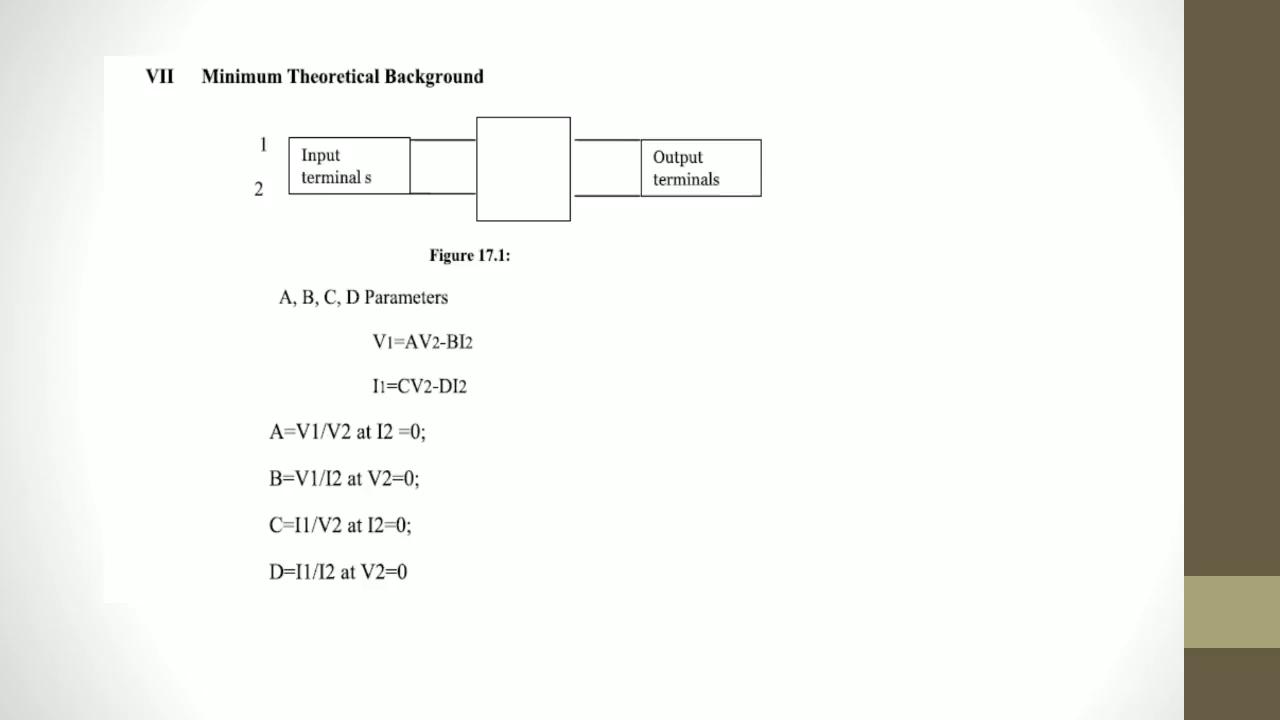 VII Minimum Theoretical Background
1
Input
terminal s
2
Output
terminals
Figure 17.1:
A, B, C, D Parameters
V1=AV2-BI2
I1=CV2-DI2
A=V1/V2 at I2 =0;
B=V1/I2 at V2=0;
C=I1/V2 at I2=0;
D=I1/I2 at V2=0